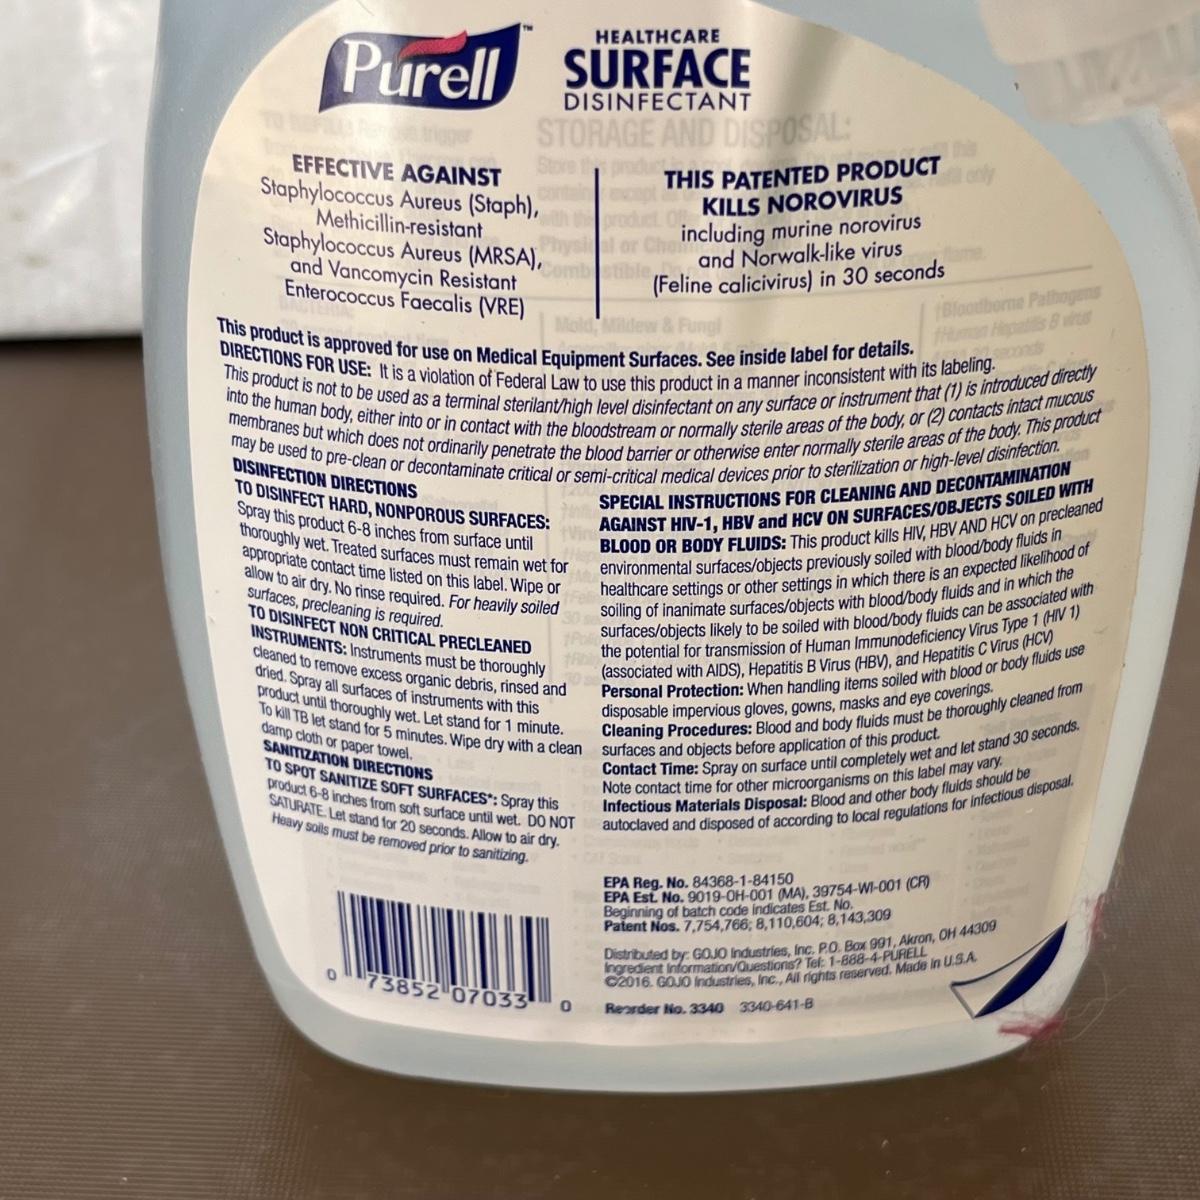 Purell™
HEALTHCARE
SURFACE
DISINFECTANT
STORAGE AND DISPOSAL:
EFFECTIVE AGAINST
Staphylococcus Aureus (Staph),
Methicillin-resistant
Staphylococcus Aureus (MRSA),
and Vancomycin Resistant
Enterococcus Faecalis (VRE)
THIS PATENTED PRODUCT
KILLS NOROVIRUS
including murine norovirus
and Norwalk-like virus
(Feline calicivirus) in 30 seconds
Mold, Mildew & Fungi
†Bloodborne Pathogens
†Human Hepatitis B virus
This product is approved for use on Medical Equipment Surfaces. See inside label for details.
DIRECTIONS FOR USE: It is a violation of Federal Law to use this product in a manner inconsistent with its labeling.
This product is not to be used as a terminal sterilant/high level disinfectant on any surface or instrument that (1) is introduced directly
into the human body, either into or in contact with the bloodstream or normally sterile areas of the body, or (2) contacts intact mucous
membranes but which does not ordinarily penetrate the blood barrier or otherwise enter normally sterile areas of the body. This product
may be used to pre-clean or decontaminate critical or semi-critical medical devices prior to sterilization or high-level disinfection.
DISINFECTION DIRECTIONS
TO DISINFECT HARD, NONPOROUS SURFACES:
Spray this product 6-8 inches from surface until
thoroughly wet. Treated surfaces must remain wet for
appropriate contact time listed on this label. Wipe or
allow to air dry. No rinse required. For heavily soiled
surfaces, precleaning is required.
TO DISINFECT NON CRITICAL PRECLEANED
INSTRUMENTS: Instruments must be thoroughly
cleaned to remove excess organic debris, rinsed and
dried. Spray all surfaces of instruments with this
product until thoroughly wet. Let stand for 1 minute.
To kill TB let stand for 5 minutes. Wipe dry with a clean
damp cloth or paper towel.
SANITIZATION DIRECTIONS
TO SPOT SANITIZE SOFT SURFACES*: Spray this
product 6-8 inches from soft surface until wet. DO NOT
SATURATE. Let stand for 20 seconds. Allow to air dry.
Heavy soils must be removed prior to sanitizing.
SPECIAL INSTRUCTIONS FOR CLEANING AND DECONTAMINATION
AGAINST HIV-1, HBV and HCV ON SURFACES/OBJECTS SOILED WITH
BLOOD OR BODY FLUIDS: This product kills HIV, HBV AND HCV on precleaned
environmental surfaces/objects previously soiled with blood/body fluids in
healthcare settings or other settings in which there is an expected likelihood of
soiling of inanimate surfaces/objects with blood/body fluids and in which the
surfaces/objects likely to be soiled with blood/body fluids can be associated with
the potential for transmission of Human Immunodeficiency Virus Type 1 (HIV 1)
(associated with AIDS), Hepatitis B Virus (HBV), and Hepatitis C Virus (HCV)
Personal Protection: When handling items soiled with blood or body fluids use
disposable impervious gloves, gowns, masks and eye coverings.
Cleaning Procedures: Blood and body fluids must be thoroughly cleaned from
surfaces and objects before application of this product.
Contact Time: Spray on surface until completely wet and let stand 30 seconds.
Note contact time for other microorganisms on this label may vary.
Infectious Materials Disposal: Blood and other body fluids should be
autoclaved and disposed of according to local regulations for infectious disposal.
EPA Reg. No. 84368-1-84150
EPA Est. No. 9019-OH-001 (MA), 39754-WI-001 (CR)
Beginning of batch code indicates Est. No.
Patent Nos. 7,754,766; 8,110,604; 8,143,309
Distributed by: GOJO Industries, Inc. P.O. Box 991, Akron, OH 44309
Ingredient Information/Questions? Tel: 1-888-4-PURELL
©2016. GOJO Industries, Inc., All rights reserved. Made in U.S.A.
Reorder No. 3340 3340-641-B
0 73852 07033 0